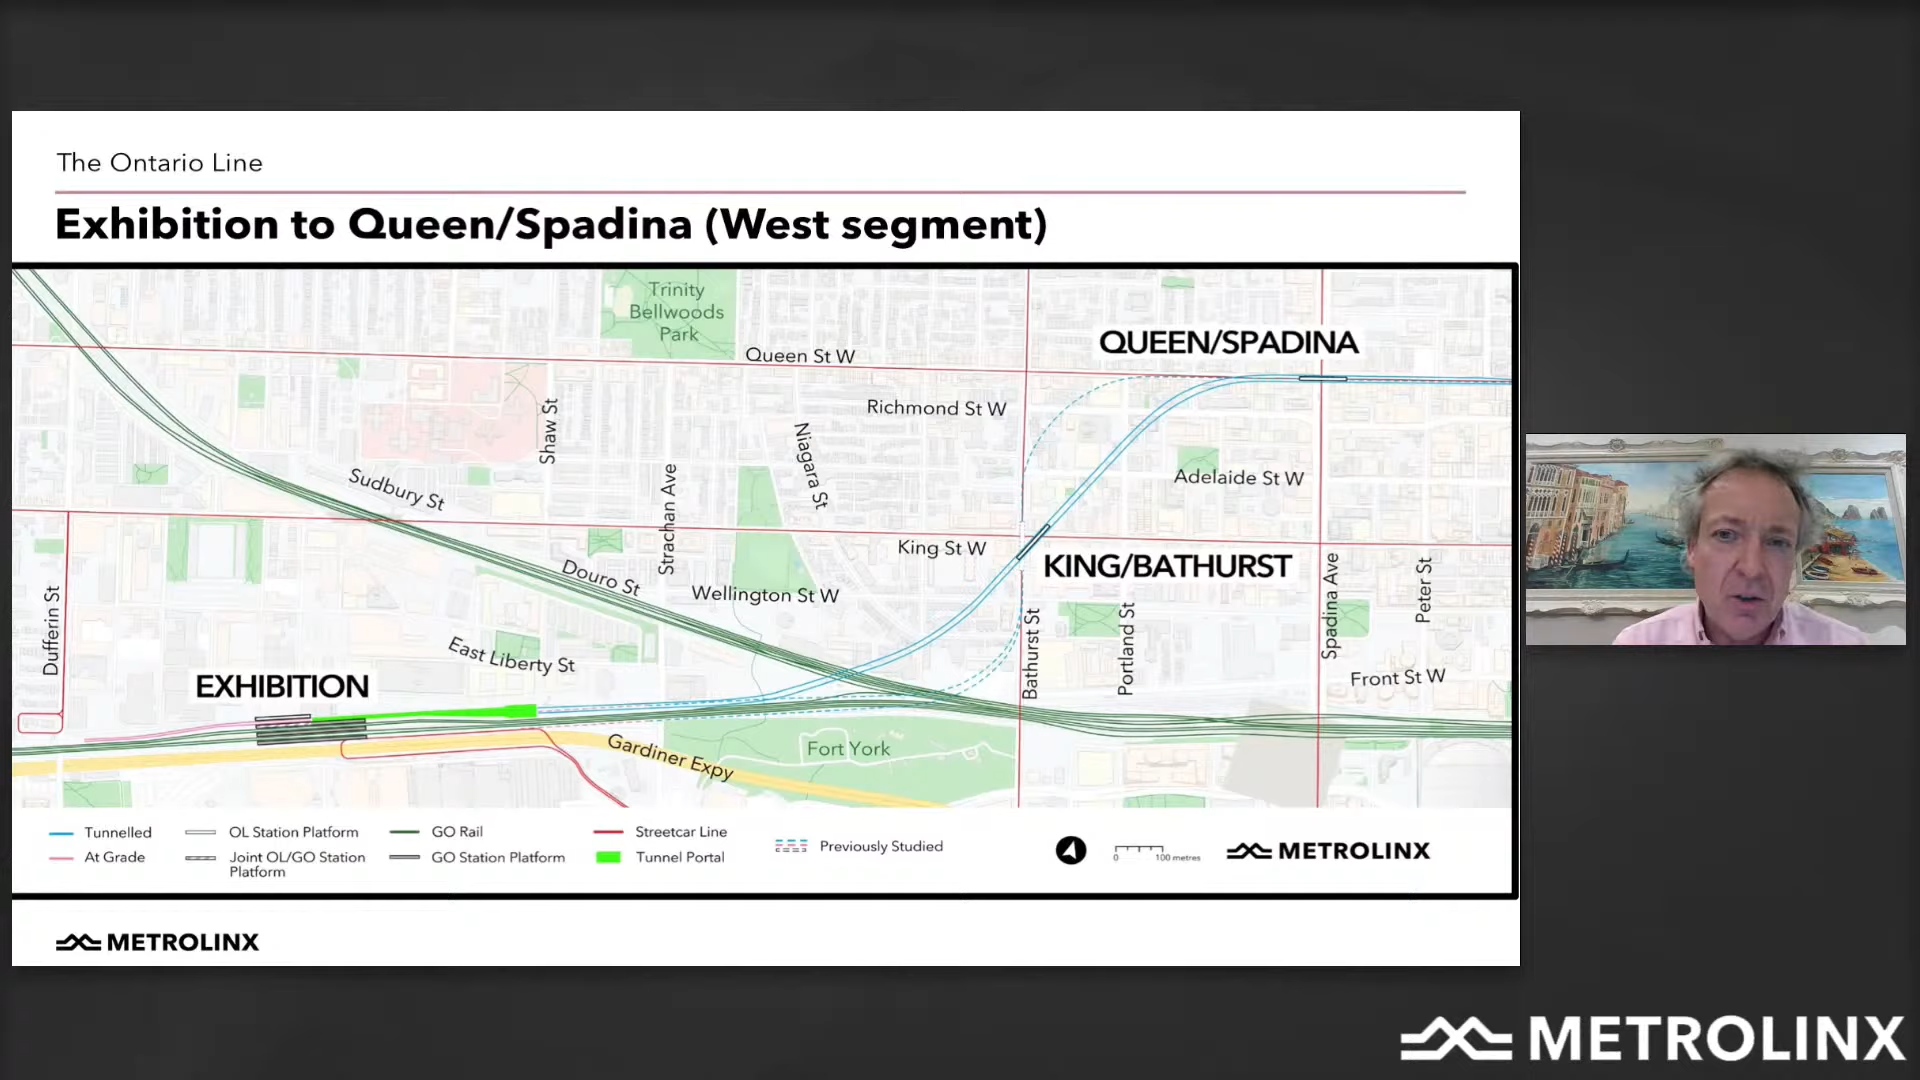 The Ontario Line
Exhibition to Queen/Spadina (West segment)
Trinity
Bellwoods
Park
Queen St W
QUEEN/SPADINA
Richmond St W
Shaw St
Niagara St
Sudbury St
Strachan Ave
Adelaide St W
King St W
KING/BATHURST
Douro St
Wellington St W
Dufferin St
East Liberty St
Bathurst St
Portland St
Spadina Ave
Peter St
Front St W
EXHIBITION
Gardiner Expy
Fort York
Tunnelled
At Grade
OL Station Platform
Joint OL/GO Station
Platform
GO Rail
GO Station Platform
Streetcar Line
Tunnel Portal
Previously Studied
0 100 metres
METROLINX
METROLINX
METROLINX